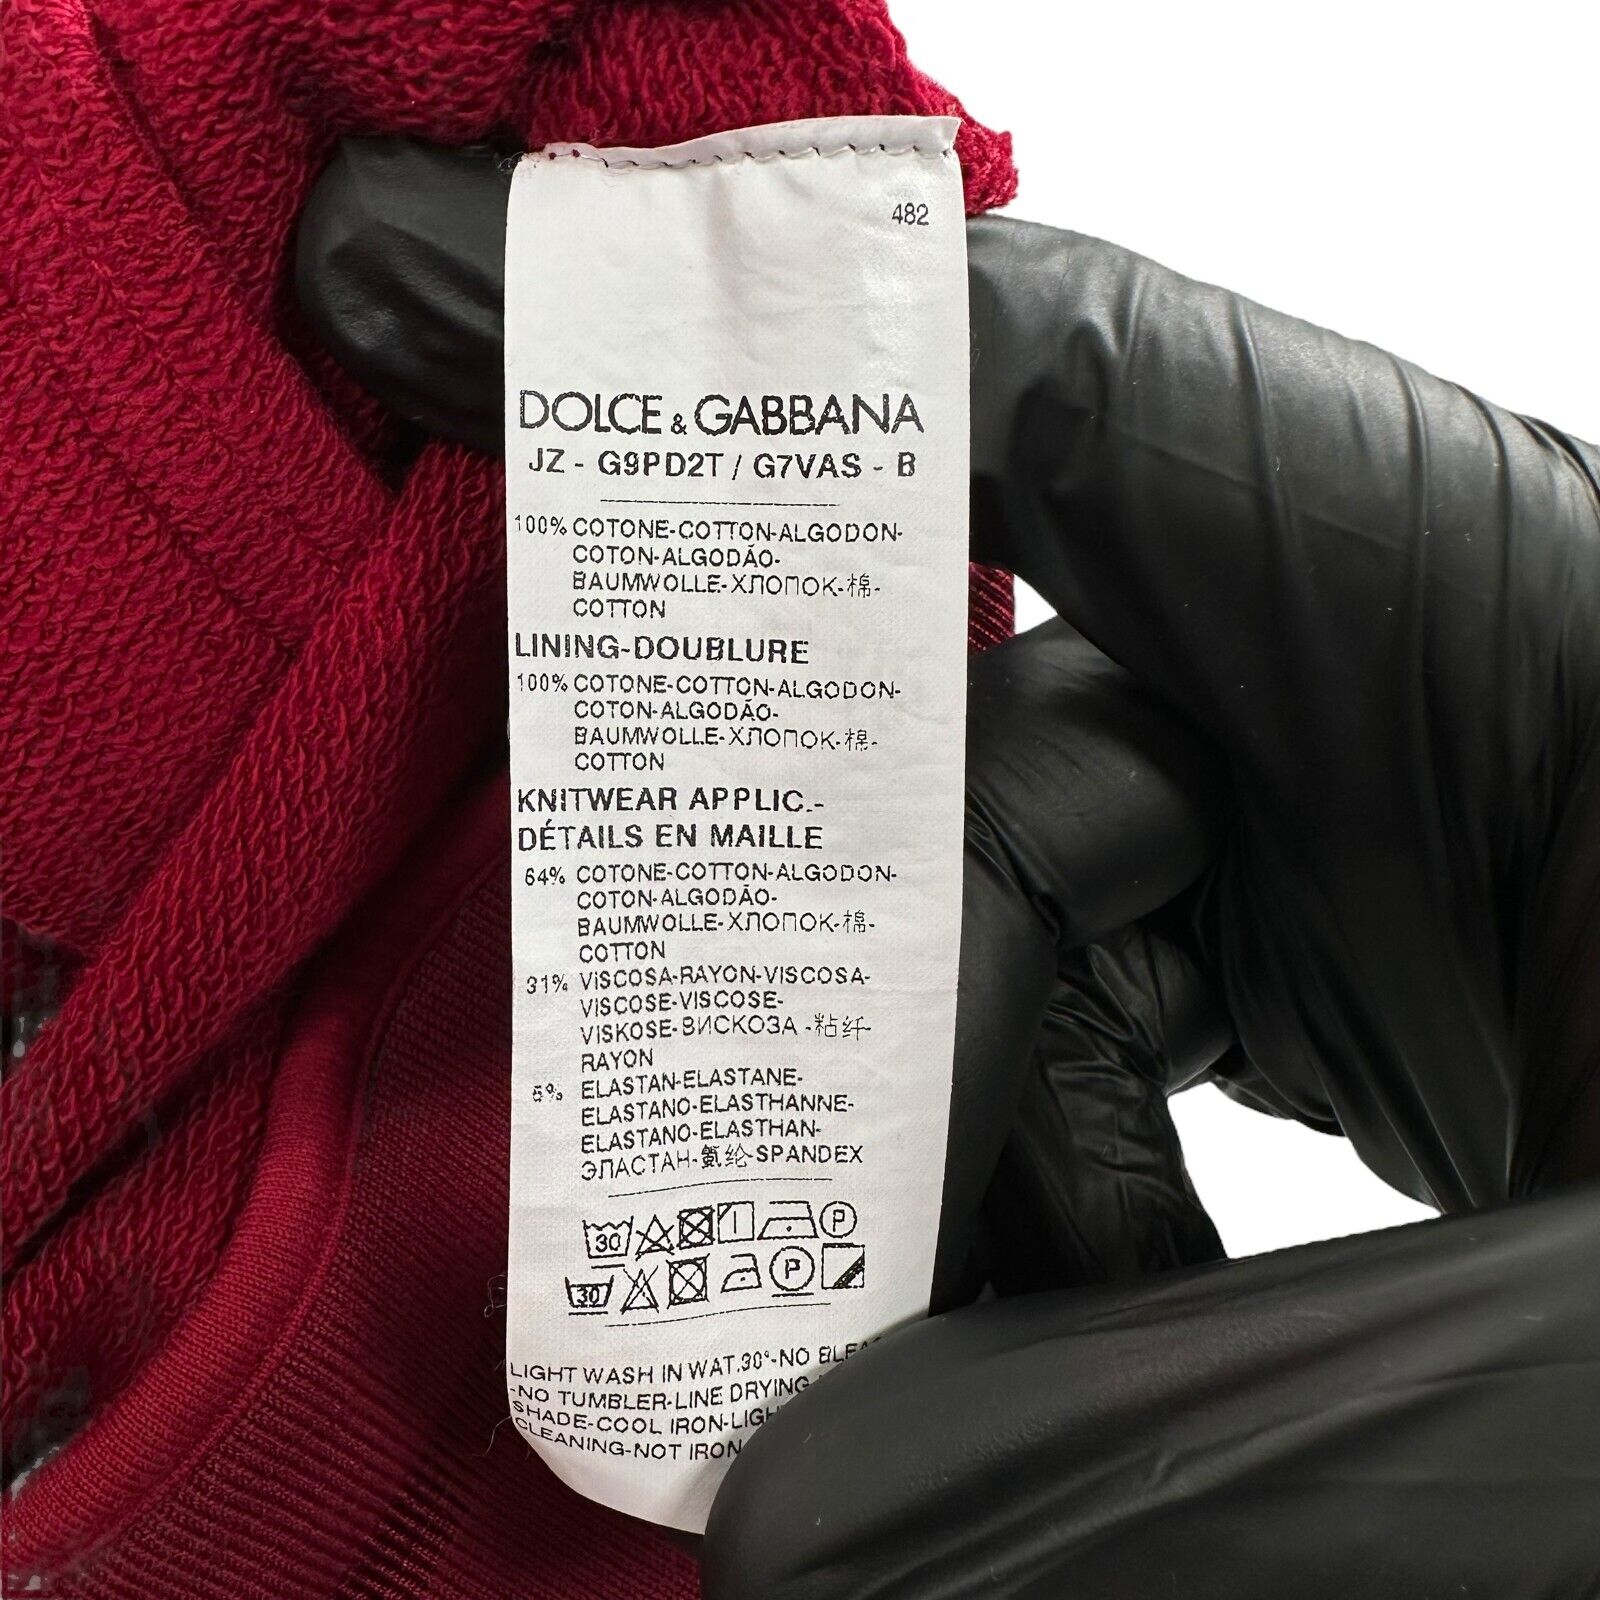 482
DOLCE & GABBANA
JZ - G9PD2T / G7VAS - B
100% COTONE-COTTON-ALGODON-
COTON-ALGODÃO-
BAUMWOLLE-ХЛОПОК-棉-
COTTON
LINING-DOUBLURE
100% COTONE-COTTON-ALGODON-
COTON-ALGODÃO-
BAUMWOLLE-ХЛОПОК-棉-
COTTON
KNITWEAR APPLIC.-
DÉTAILS EN MAILLE
64% COTONE-COTTON-ALGODON-
COTON-ALGODÃO-
BAUMWOLLE-ХЛОПОК-棉-
COTTON
31% VISCOSA-RAYON-VISCOSA-
VISCOSE-VISCOSE-
VISKOSE-ВИСКОЗА-粘纤-
RAYON
5% ELASTAN-ELASTANE-
ELASTANO-ELASTHANNE-
ELASTANO-ELASTHAN-
ЭЛАСТАН-氨纶-SPANDEX
30 P
30 P
LIGHT WASH IN WAT.30°-NO
-NO TUMBLER-LINE DRYING
SHADE-COOL IRON-
CLEANING-NOT IRON